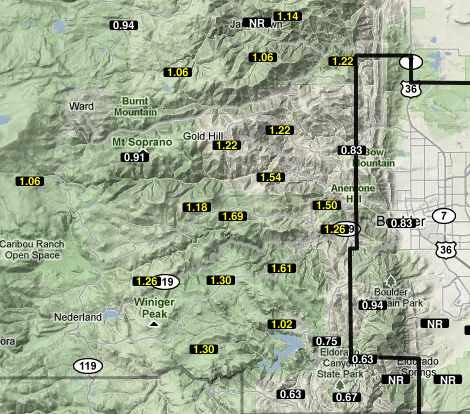 1.14
0.94
NR
1.06
1.22
1.06
36
Ward
Burnt
Mountain
1.22
Gold Hill
1.22
Mt Soprano
0.91
0.83
Bow
Mountain
1.54
1.06
Anemone
Hill
1.18
1.69
1.50
1.26
0.83
7
36
Caribou Ranch
Open Space
1.61
1.26
119
1.30
Winiger
Peak
Boulder
0.94
Nederland
1.02
NR
0.75
1.30
119
0.63
Eldora
Canyon
State Park
Springs
NR
NR
0.63
0.67